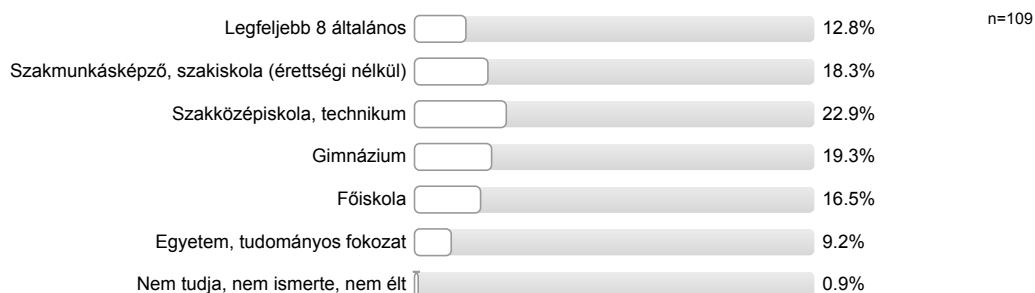 Legfeljebb 8 általános 12.8% n=109
Szakmunkásképző, szakiskola (érettségi nélkül) 18.3%
Szakközépiskola, technikum 22.9%
Gimnázium 19.3%
Főiskola 16.5%
Egyetem, tudományos fokozat 9.2%
Nem tudja, nem ismerte, nem élt 0.9%